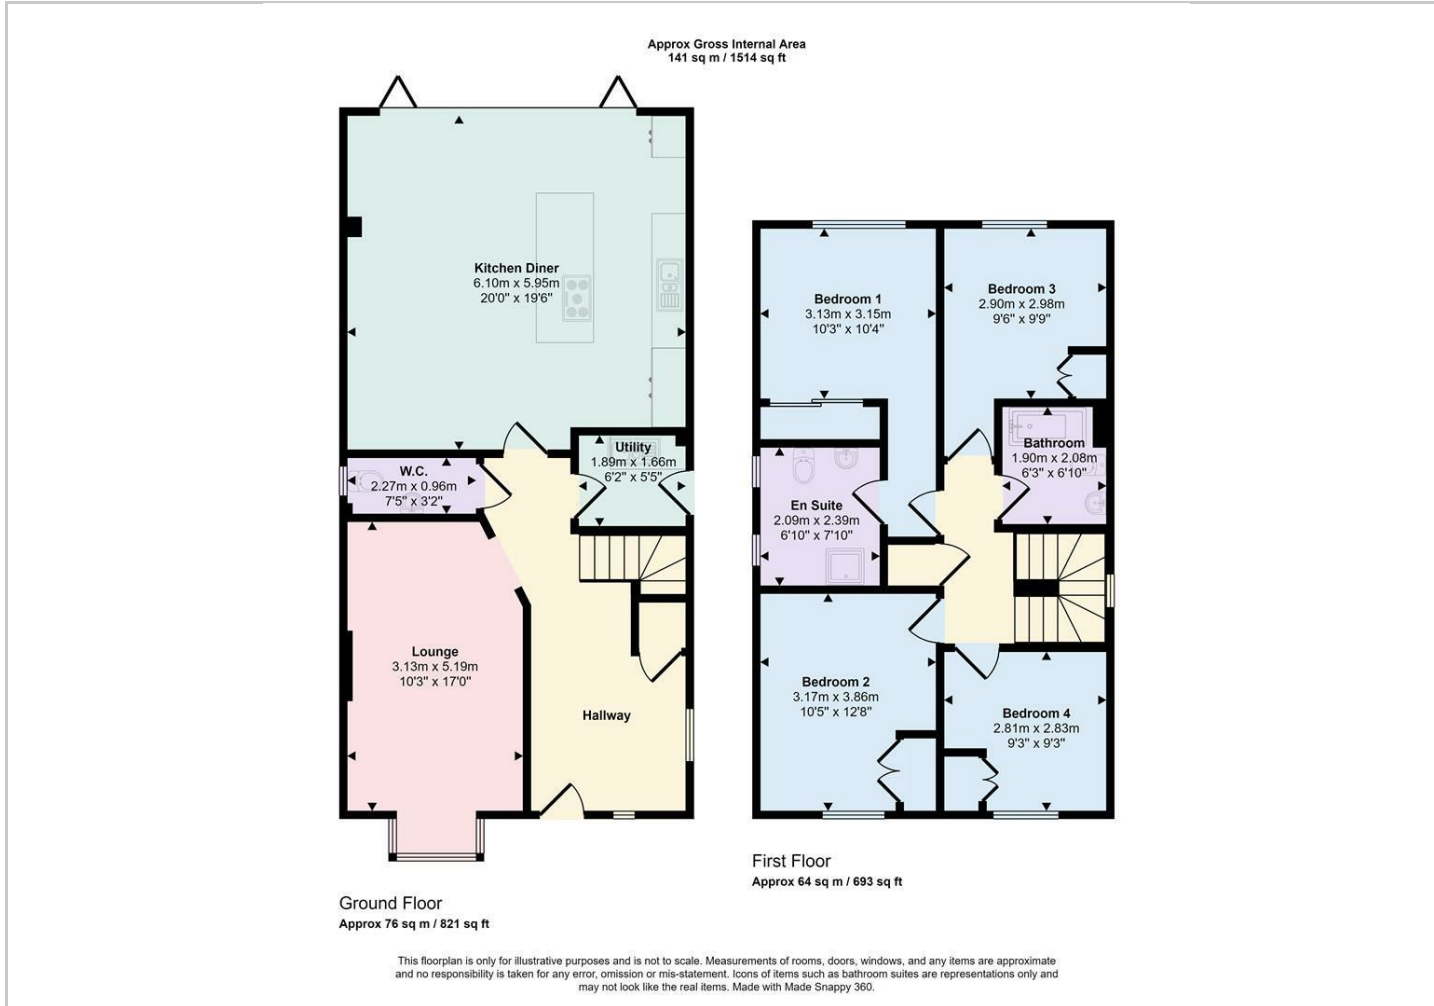 Approx Gross Internal Area
141 sq m / 1514 sq ft
Kitchen Diner
6.10m x 5.95m
20'0" x 19'6"
Utility
1.89m x 1.66m
6'2" x 5'5"
W.C.
2.27m x 0.96m
7'5" x 3'2"
Lounge
3.13m x 5.19m
10'3" x 17'0"
Hallway
Ground Floor
Approx 76 sq m / 821 sq ft
Bedroom 1
3.13m x 3.15m
10'3" x 10'4"
Bedroom 3
2.90m x 2.98m
9'6" x 9'9"
Bathroom
1.90m x 2.08m
6'3" x 6'10"
En Suite
2.09m x 2.39m
6'10" x 7'10"
Bedroom 2
3.17m x 3.86m
10'5" x 12'8"
Bedroom 4
2.81m x 2.83m
9'3" x 9'3"
First Floor
Approx 64 sq m / 693 sq ft
This floorplan is only for illustrative purposes and is not to scale. Measurements of rooms, doors, windows, and any items are approximate
and no responsibility is taken for any error, omission or mis-statement. Icons of items such as bathroom suites are representations only and
may not look like the real items. Made with Made Snappy 360.